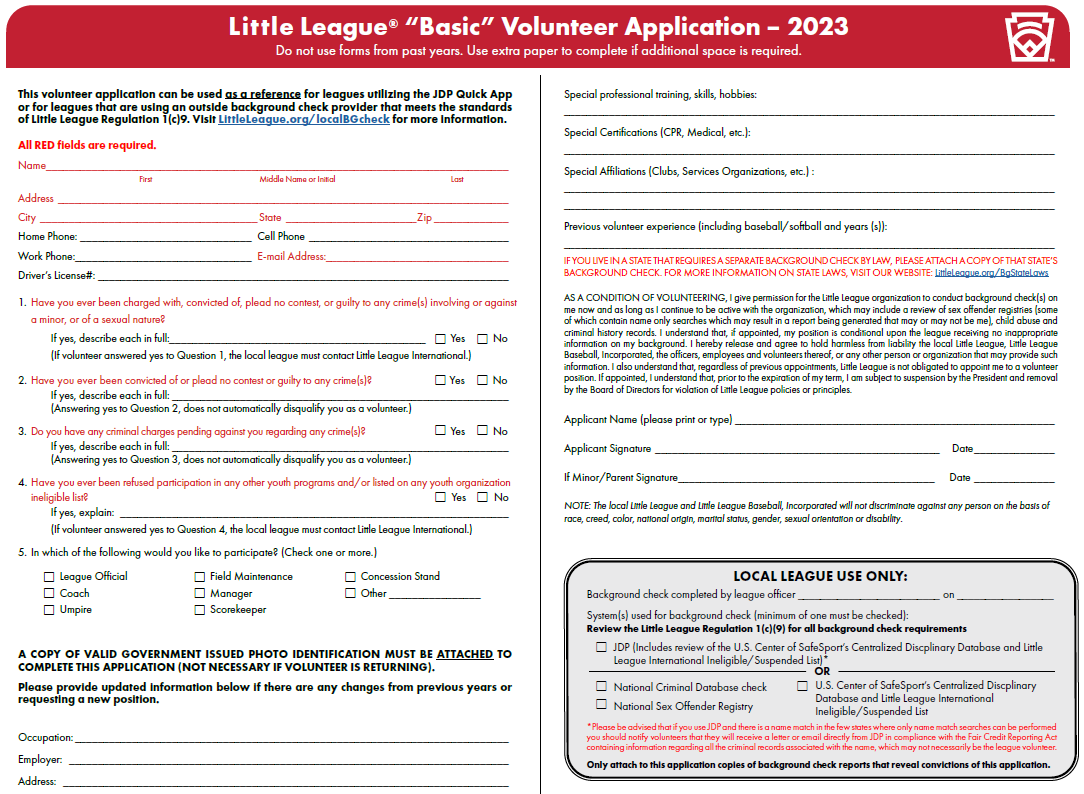 Little League® “Basic” Volunteer Application – 2023
Do not use forms from past years. Use extra paper to complete if additional space is required.
This volunteer application can be used as a reference for leagues utilizing the JDP Quick App
or for leagues that are using an outside background check provider that meets the standards
of Little League Regulation 1(c)9. Visit LittleLeague.org/localBGcheck for more information.
All RED fields are required.
Name
First Middle Name or Initial Last
Address
City State Zip
Home Phone: Cell Phone
Work Phone: E-mail Address:
Driver’s License#:
1. Have you ever been charged with, convicted of, plead no contest, or guilty to any crime(s) involving or against
a minor, or of a sexual nature?
If yes, describe each in full: ☐ Yes ☐ No
(If volunteer answered yes to Question 1, the local league must contact Little League International.)
2. Have you ever been convicted of or plead no contest or guilty to any crime(s)? ☐ Yes ☐ No
If yes, describe each in full:
(Answering yes to Question 2, does not automatically disqualify you as a volunteer.)
3. Do you have any criminal charges pending against you regarding any crime(s)? ☐ Yes ☐ No
If yes, describe each in full:
(Answering yes to Question 3, does not automatically disqualify you as a volunteer.)
4. Have you ever been refused participation in any other youth programs and/or listed on any youth organization
ineligible list? ☐ Yes ☐ No
If yes, explain:
(If volunteer answered yes to Question 4, the local league must contact Little League International.)
5. In which of the following would you like to participate? (Check one or more.)
☐ League Official ☐ Field Maintenance ☐ Concession Stand
☐ Coach ☐ Manager ☐ Other
☐ Umpire ☐ Scorekeeper
A COPY OF VALID GOVERNMENT ISSUED PHOTO IDENTIFICATION MUST BE ATTACHED TO
COMPLETE THIS APPLICATION (NOT NECESSARY IF VOLUNTEER IS RETURNING).
Please provide updated information below if there are any changes from previous years or
requesting a new position.
Occupation:
Employer:
Address:
Special professional training, skills, hobbies:
Special Certifications (CPR, Medical, etc.):
Special Affiliations (Clubs, Services Organizations, etc.) :
Previous volunteer experience (including baseball/softball and years (s)):
IF YOU LIVE IN A STATE THAT REQUIRES A SEPARATE BACKGROUND CHECK BY LAW, PLEASE ATTACH A COPY OF THAT STATE’S
BACKGROUND CHECK. FOR MORE INFORMATION ON STATE LAWS, VISIT OUR WEBSITE: LittleLeague.org/BgStateLaws
AS A CONDITION OF VOLUNTEERING, I give permission for the Little League organization to conduct background check(s) on
me now and as long as I continue to be active with the organization, which may include a review of sex offender registries (some
of which contain name only searches which may result in a report being generated that may or may not be me), child abuse and
criminal history records. I understand that, if appointed, my position is conditional upon the league receiving no inappropriate
information on my background. I hereby release and agree to hold harmless from liability the local Little League, Little League
Baseball, Incorporated, the officers, employees and volunteers thereof, or any other person or organization that may provide such
information. I also understand that, regardless of previous appointments, Little League is not obligated to appoint me to a volunteer
position. If appointed, I understand that, prior to the expiration of my term, I am subject to suspension by the President and removal
by the Board of Directors for violation of Little League policies or principles.
Applicant Name (please print or type)
Applicant Signature Date
If Minor/Parent Signature Date
NOTE: The local Little League and Little League Baseball, Incorporated will not discriminate against any person on the basis of
race, creed, color, national origin, marital status, gender, sexual orientation or disability.
LOCAL LEAGUE USE ONLY:
Background check completed by league officer on
System(s) used for background check (minimum of one must be checked):
Review the Little League Regulation 1(c)(9) for all background check requirements
☐ JDP (Includes review of the U.S. Center of SafeSport’s Centralized Discplinary Database and Little
League International Ineligible/Suspended List)*
OR
☐ National Criminal Database check
☐ National Sex Offender Registry
☐ U.S. Center of SafeSport’s Centralized Discplinary
Database and Little League International
Ineligible/Suspended List
*Please be advised that if you use JDP and there is a name match in the few states where only name match searches can be performed
you should notify volunteers that they will receive a letter or email directly from JDP in compliance with the Fair Credit Reporting Act
containing information regarding all the criminal records associated with the name, which may not necessarily be the league volunteer.
Only attach to this application copies of background check reports that reveal convictions of this application.